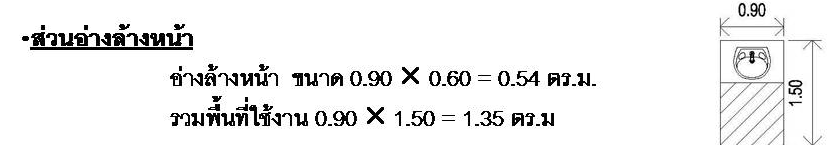 0.90
•ส่วนอ่างล้างหน้า
อ่างล้างหน้า ขนาด 0.90 × 0.60 = 0.54 ตร.ม.
รวมพื้นที่ใช้งาน 0.90 × 1.50 = 1.35 ตร.ม
1.50